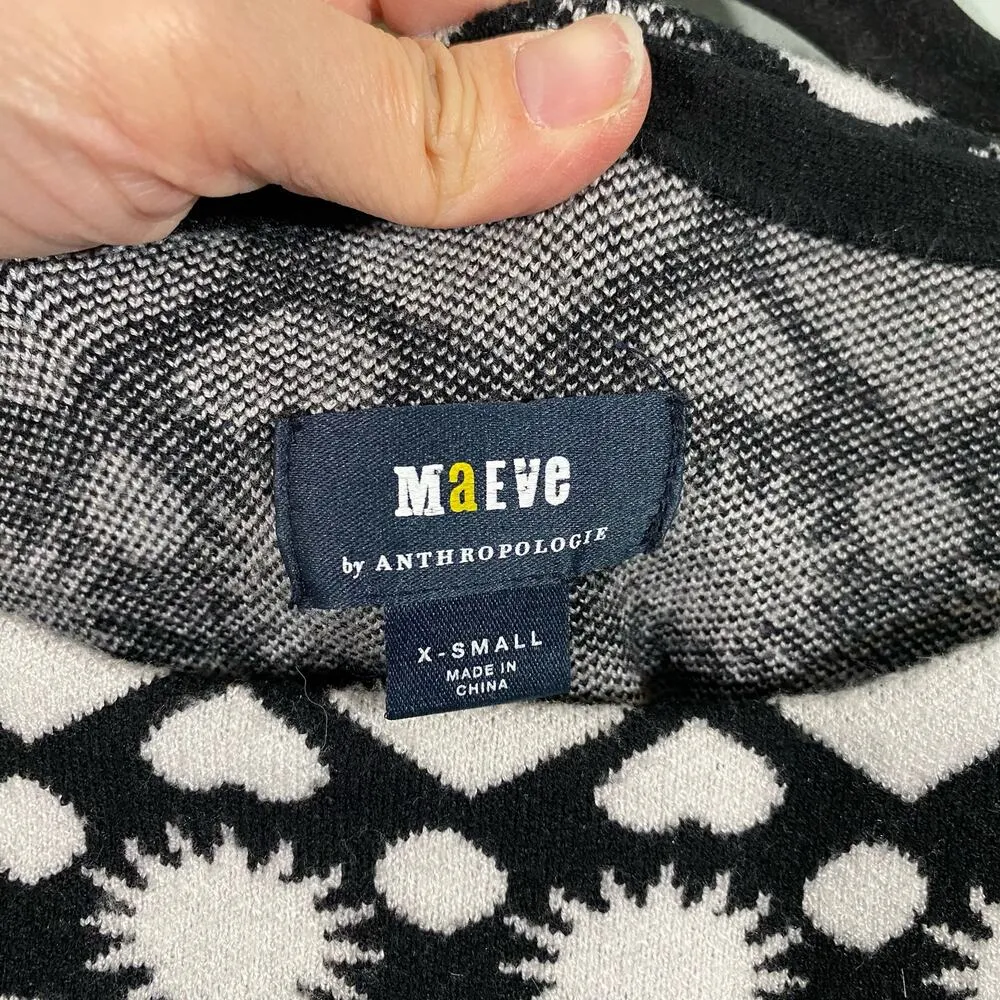 MaEVe
by ANTHROPOLOGIE
X-SMALL
MADE IN
CHINA